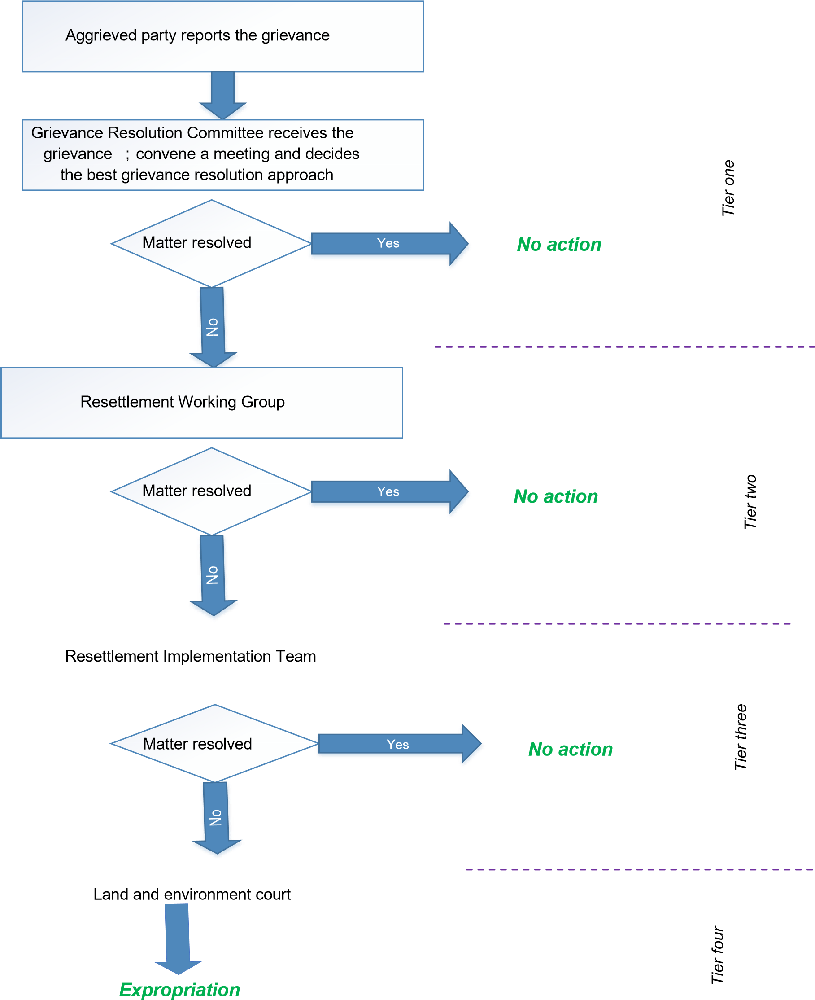 Aggrieved party reports the grievance
Grievance Resolution Committee receives the
grievance ; convene a meeting and decides
the best grievance resolution approach
Tier one
Matter resolved
Yes
No action
No
Resettlement Working Group
Matter resolved
Yes
No action
Tier two
No
Resettlement Implementation Team
Matter resolved
Yes
No action
Tier three
No
Land and environment court
Tier four
Expropriation